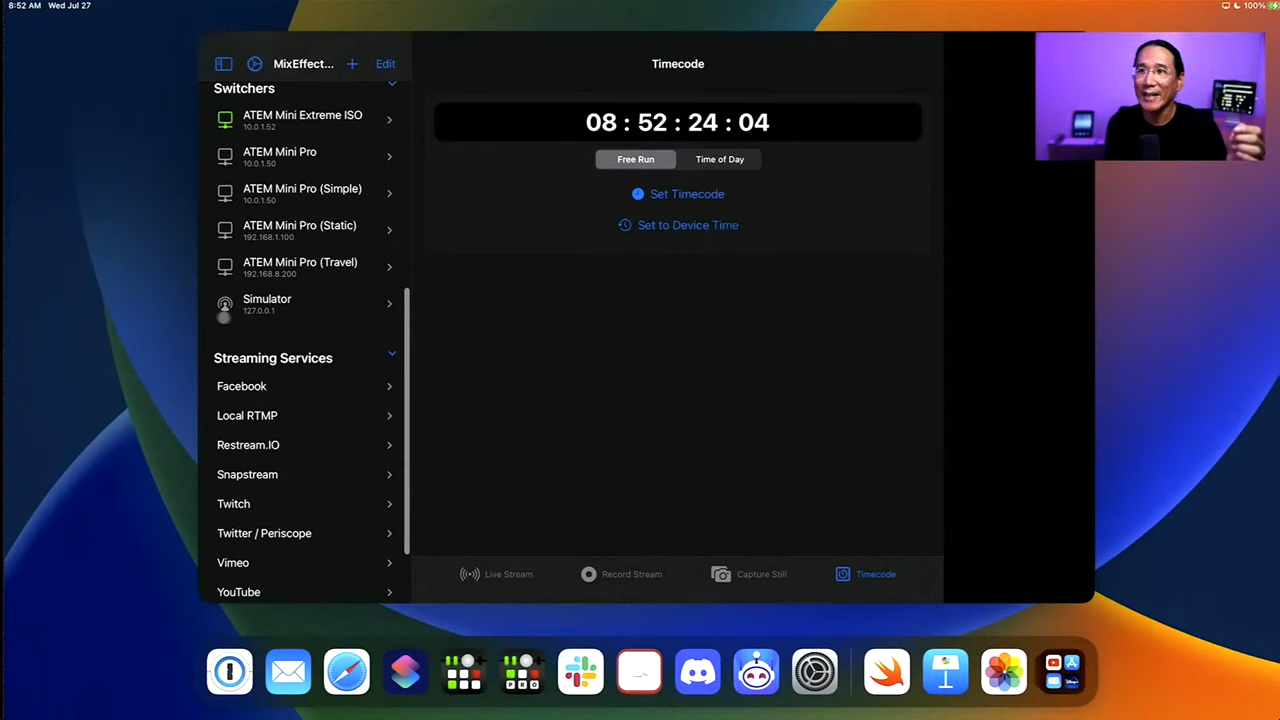 8:52 AM Wed Jul 27
100%
MixEffect...
Edit
Timecode
Switchers
ATEM Mini Extreme ISO
10.0.1.52
ATEM Mini Pro
10.0.1.50
ATEM Mini Pro (Simple)
10.0.1.50
ATEM Mini Pro (Static)
192.168.1.100
ATEM Mini Pro (Travel)
192.168.8.200
Simulator
127.0.0.1
08 : 52 : 24 : 04
Free Run
Time of Day
Set Timecode
Set to Device Time
Streaming Services
Facebook
Local RTMP
Restream.IO
Snapstream
Twitch
Twitter / Periscope
Vimeo
YouTube
Live Stream
Record Stream
Capture Still
Timecode
PRO